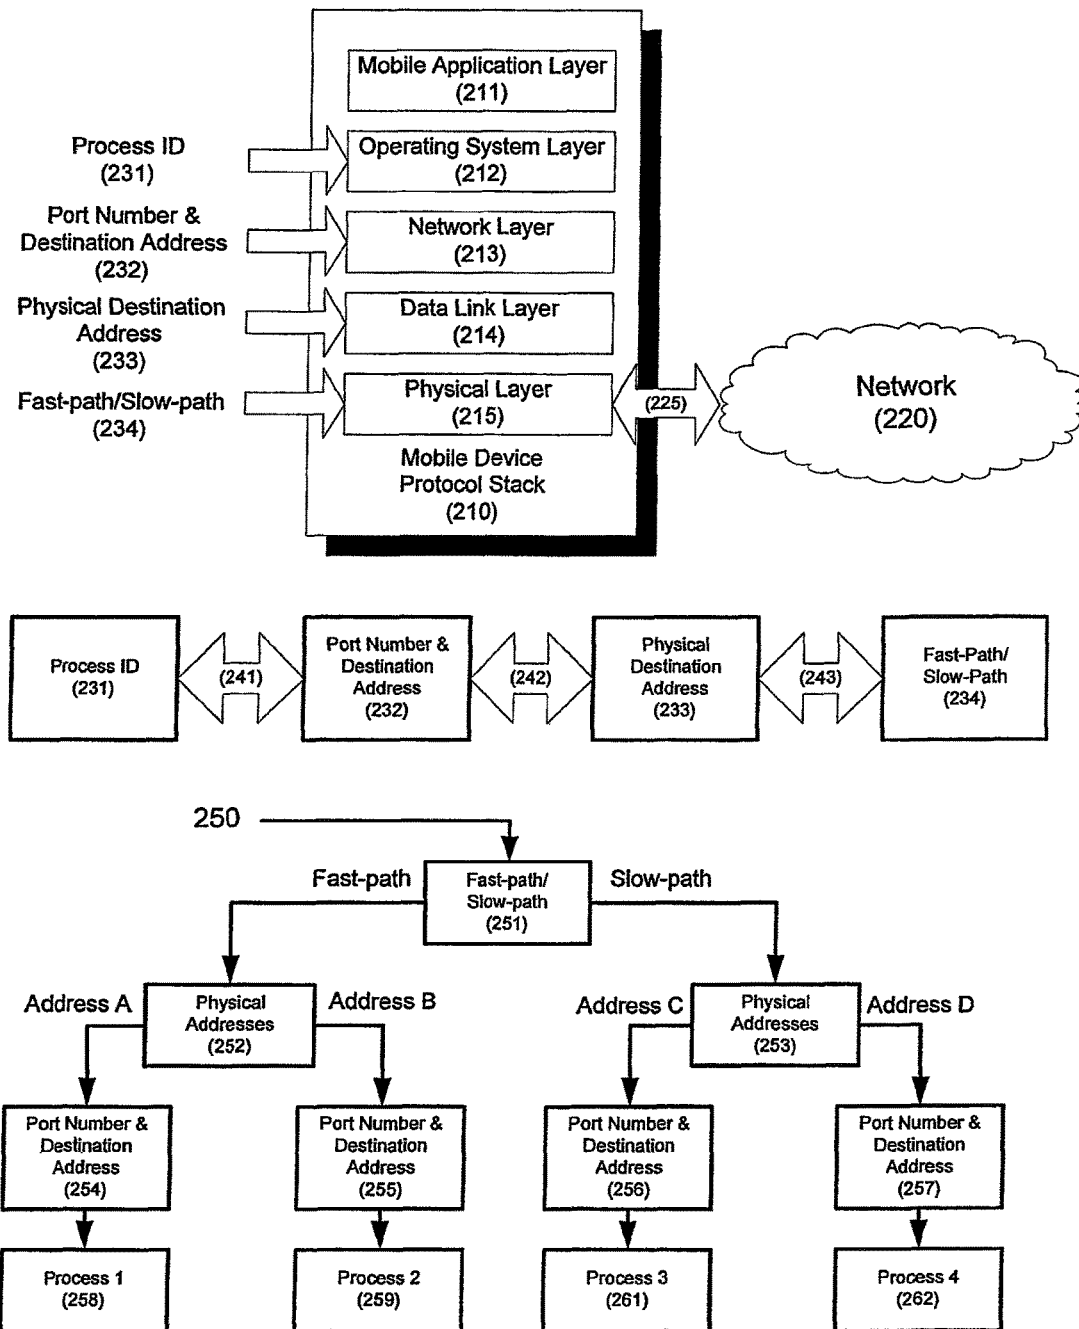 Mobile Application Layer
(211)
Process ID
(231)
Operating System Layer
(212)
Port Number &
Destination Address
(232)
Network Layer
(213)
Physical Destination
Address
(233)
Data Link Layer
(214)
Fast-path/Slow-path
(234)
Physical Layer
(215)
(225)
Network
(220)
Mobile Device
Protocol Stack
(210)
Process ID
(231)
(241)
Port Number &
Destination
Address
(232)
(242)
Physical
Destination
Address
(233)
(243)
Fast-Path/
Slow-Path
(234)
250
Fast-path
Fast-path/
Slow-path
(251)
Slow-path
Address A
Physical
Addresses
(252)
Address B
Address C
Physical
Addresses
(253)
Address D
Port Number &
Destination
Address
(254)
Port Number &
Destination
Address
(255)
Port Number &
Destination
Address
(256)
Port Number &
Destination
Address
(257)
Process 1
(258)
Process 2
(259)
Process 3
(261)
Process 4
(262)